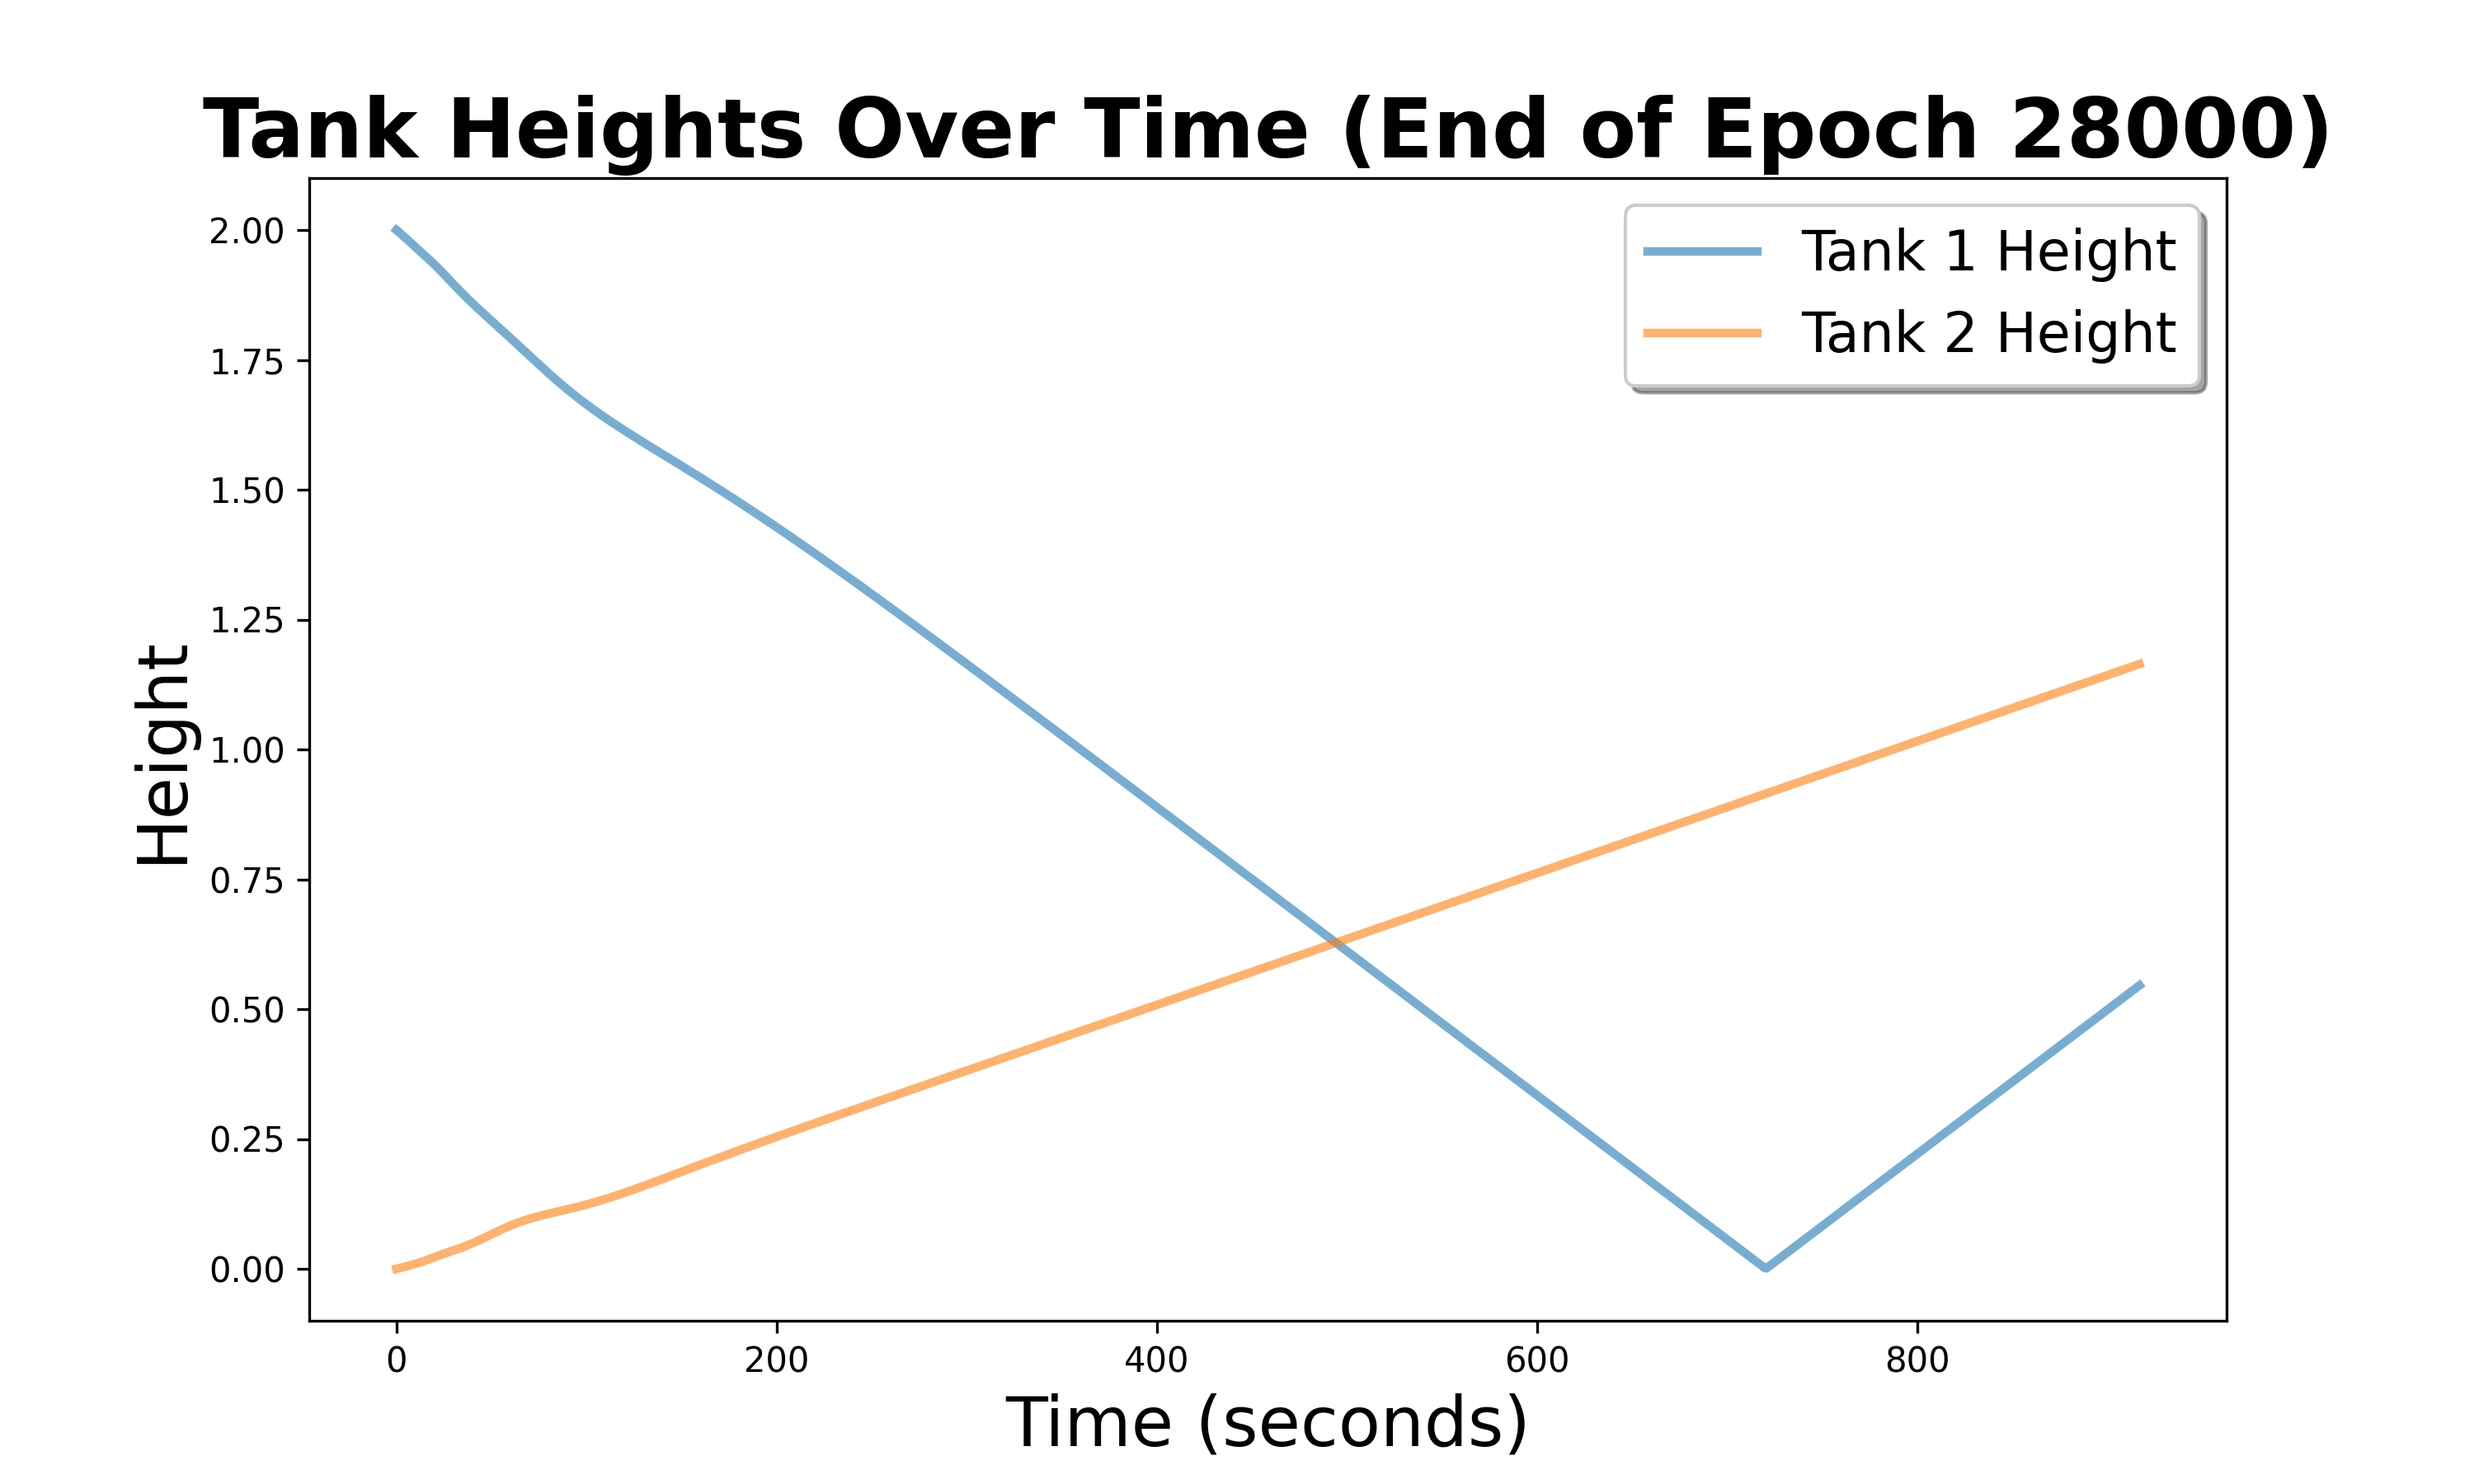 Tank Heights Over Time (End of Epoch 28000)
Tank 1 Height
Tank 2 Height
Height
2.00
1.75
1.50
1.25
1.00
0.75
0.50
0.25
0.00
0 200 400 600 800
Time (seconds)